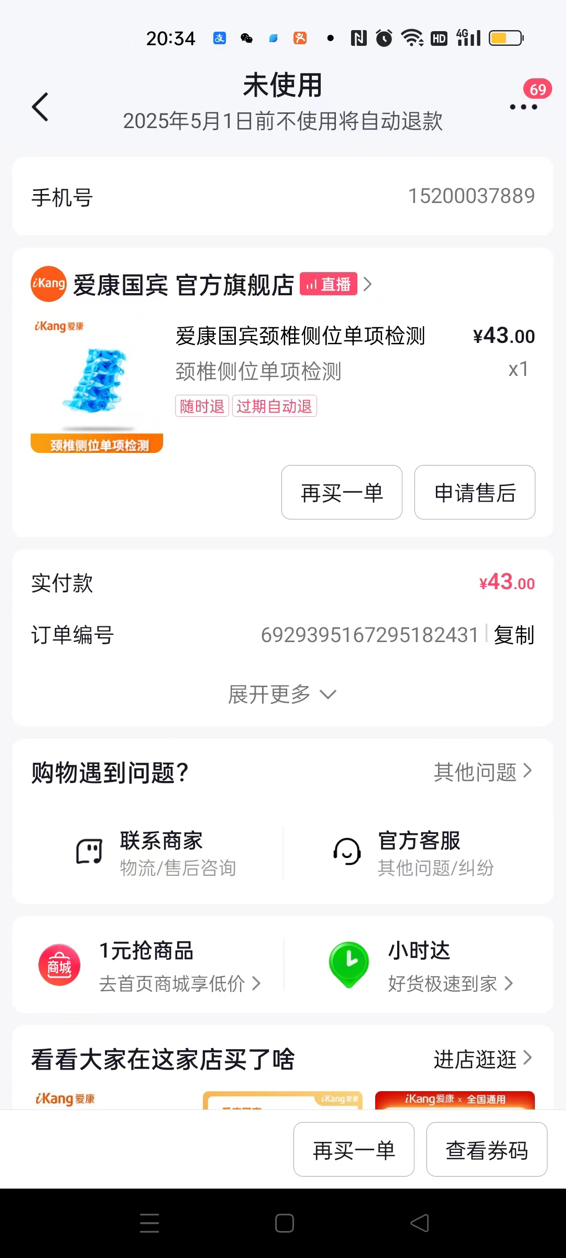 20:34
HD
4G
未使用
69
2025年5月1日前不使用将自动退款
手机号
15200037889
iKang
爱康国宾 官方旗舰店
直播
iKang爱康
爱康国宾颈椎侧位单项检测
¥43.00
颈椎侧位单项检测
x1
随时退
过期自动退
颈椎侧位单项检测
再买一单
申请售后
实付款
¥43.00
订单编号
6929395167295182431
复制
展开更多
购物遇到问题?
其他问题
联系商家
物流/售后咨询
官方客服
其他问题/纠纷
商城
1元抢商品
去首页商城享低价
小时达
好货极速到家
看看大家在这家店买了啥
进店逛逛
iKang爱康
iKang爱康
iKang爱康 x 全国通用
再买一单
查看券码